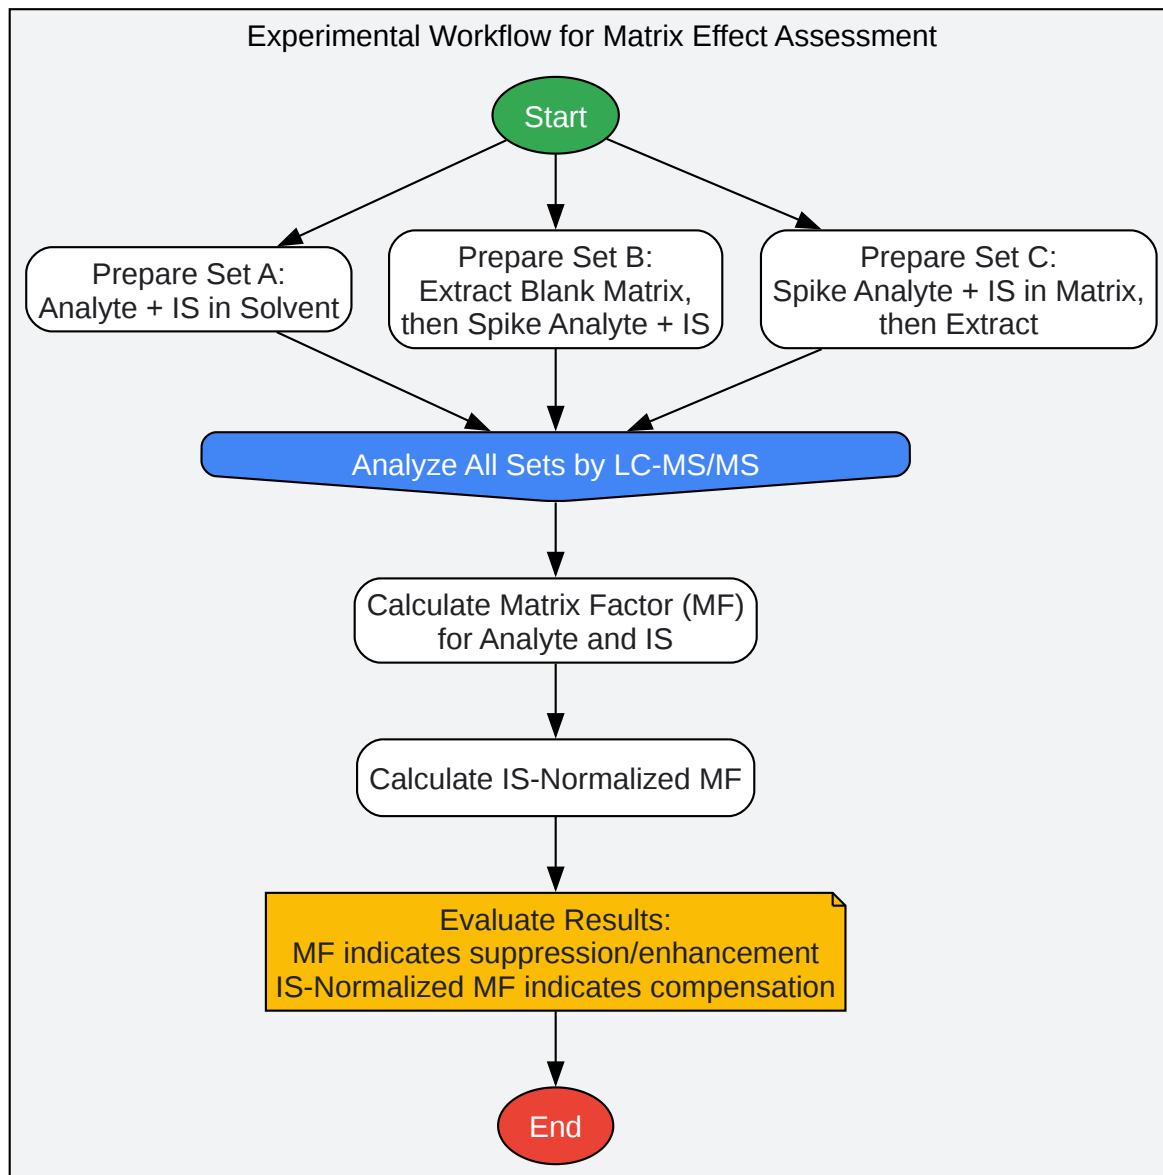 Experimental Workflow for Matrix Effect Assessment
Start
Prepare Set A:
Analyte + IS in Solvent
Prepare Set B:
Extract Blank Matrix,
then Spike Analyte + IS
Prepare Set C:
Spike Analyte + IS in Matrix,
then Extract
Analyze All Sets by LC-MS/MS
Calculate Matrix Factor (MF)
for Analyte and IS
Calculate IS-Normalized MF
Evaluate Results:
MF indicates suppression/enhancement
IS-Normalized MF indicates compensation
End